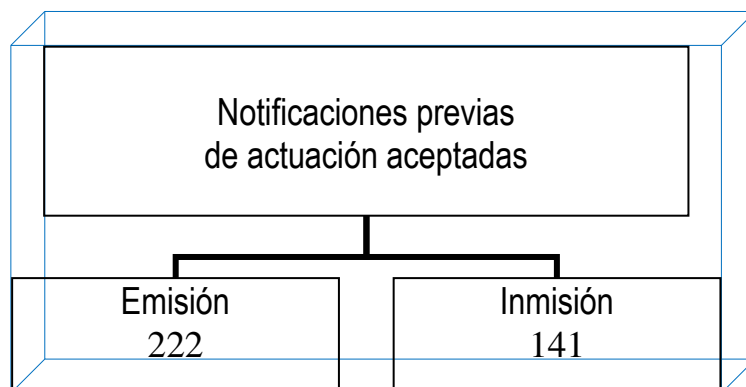 Notificaciones previas
de actuación aceptadas
Emisión
222
Inmisión
141